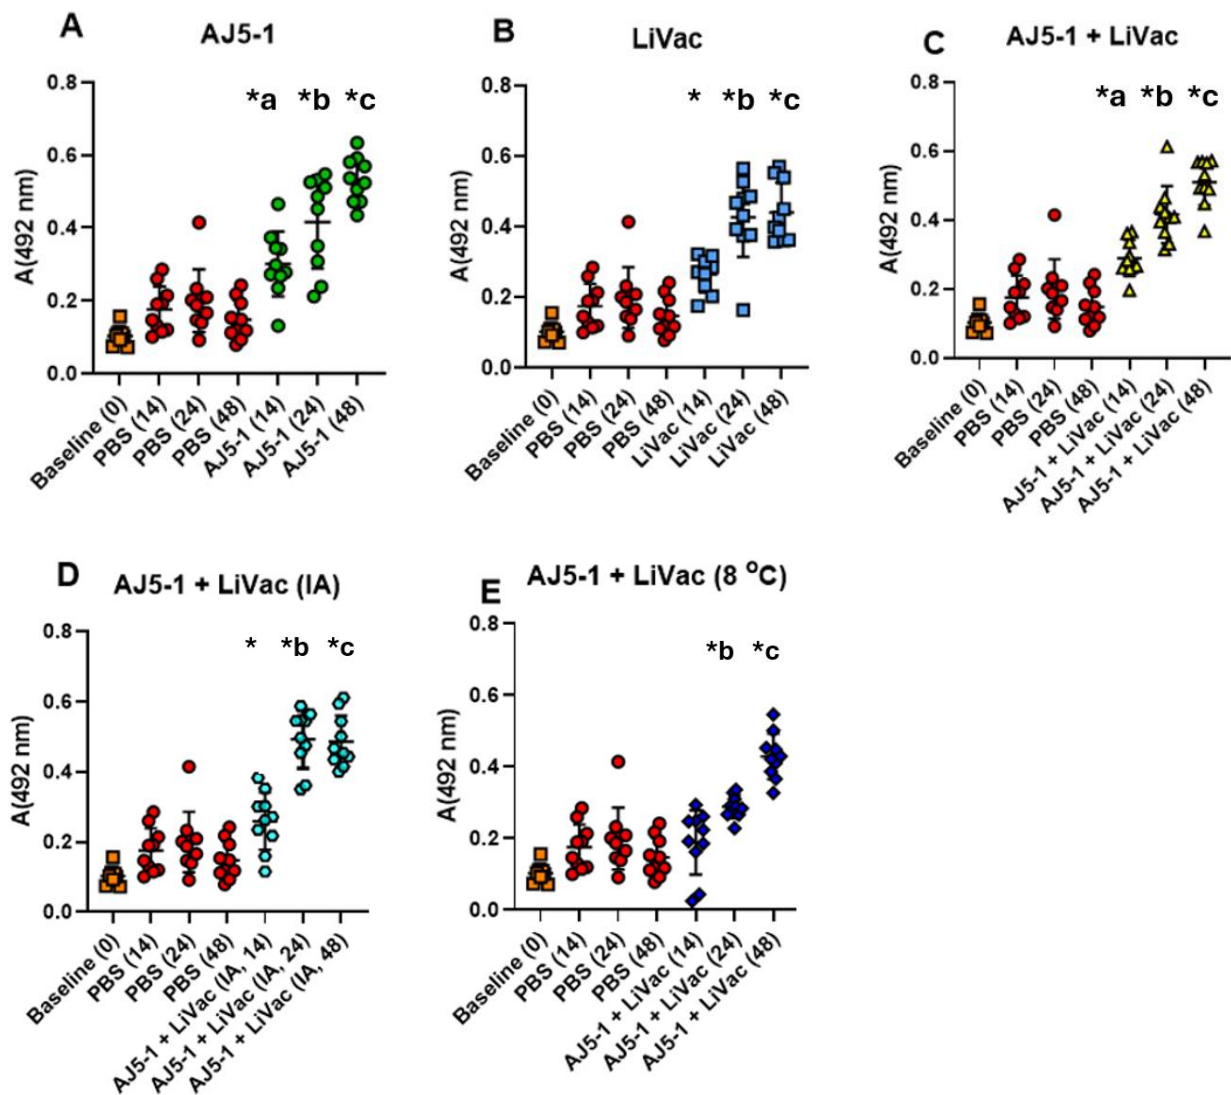 A
AJ5-1
A(492 nm)
0.8
0.6
0.4
0.2
0.0
*a *b *c
Baseline (0)
PBS (14)
PBS (24)
PBS (48)
AJ5-1 (14)
AJ5-1 (24)
AJ5-1 (48)
B
LiVac
A(492 nm)
0.8
0.6
0.4
0.2
0.0
* *b *c
Baseline (0)
PBS (14)
PBS (24)
PBS (48)
LiVac (14)
LiVac (24)
LiVac (48)
C
AJ5-1 + LiVac
A(492 nm)
0.8
0.6
0.4
0.2
0.0
*a *b *c
Baseline (0)
PBS (14)
PBS (24)
PBS (48)
AJ5-1 + LiVac (14)
AJ5-1 + LiVac (24)
AJ5-1 + LiVac (48)
D
AJ5-1 + LiVac (IA)
A(492 nm)
0.8
0.6
0.4
0.2
0.0
* *b *c
Baseline (0)
PBS (14)
PBS (24)
PBS (48)
AJ5-1 + LiVac (IA, 14)
AJ5-1 + LiVac (IA, 24)
AJ5-1 + LiVac (IA, 48)
E
AJ5-1 + LiVac (8 °C)
A(492 nm)
0.8
0.6
0.4
0.2
0.0
*b *c
Baseline (0)
PBS (14)
PBS (24)
PBS (48)
AJ5-1 + LiVac (14)
AJ5-1 + LiVac (24)
AJ5-1 + LiVac (48)